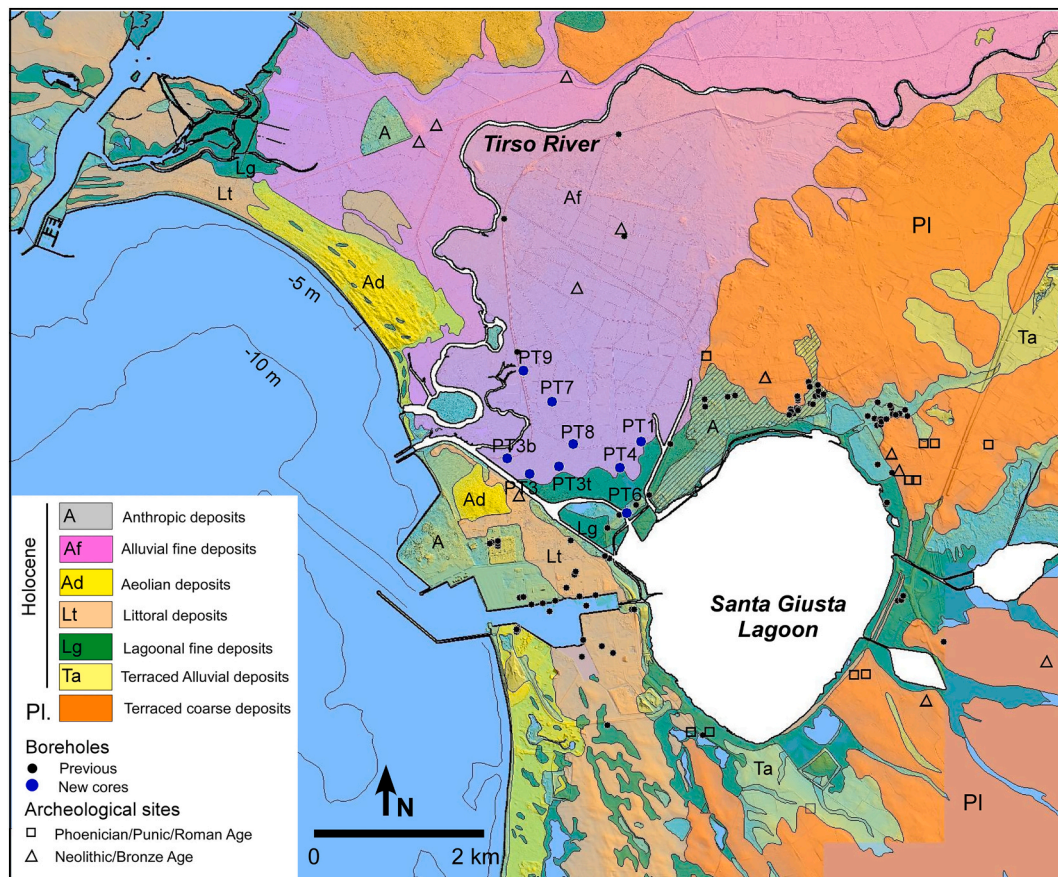 A
Tirso River
Lg
Lt
Af
Pl
-5 m
Ad
Ta
-10 m
PT9
PT7
A
PT1
PT8
PT3b
PT4
PT3
PT3t
PT6
Ad
Lg
A
Lt
Santa Giusta
Lagoon
Ta
Pl
Holocene
A Anthropic deposits
Af Alluvial fine deposits
Ad Aeolian deposits
Lt Littoral deposits
Lg Lagoonal fine deposits
Ta Terraced Alluvial deposits
Pl. Terraced coarse deposits
Boreholes
Previous
New cores
Archeological sites
Phoenician/Punic/Roman Age
Neolithic/Bronze Age
N
0 2 km